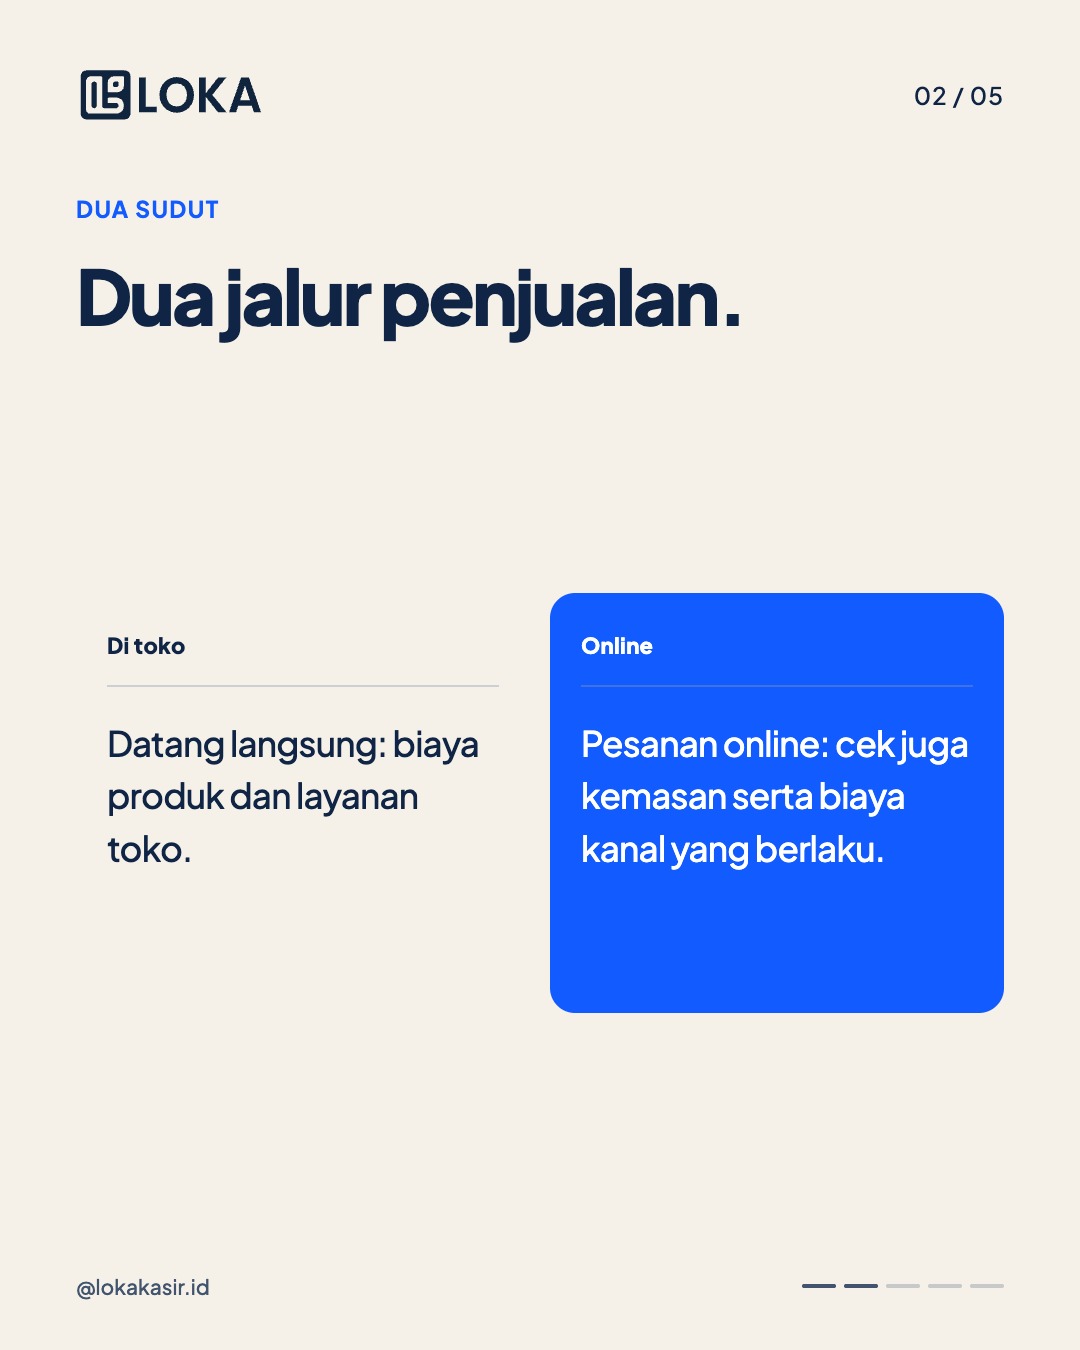 LOKA
02 / 05
DUA SUDUT
Dua jalur penjualan.
Di toko
Datang langsung: biaya
produk dan layanan
toko.
Online
Pesanan online: cek juga
kemasan serta biaya
kanal yang berlaku.
@lokakasir.id